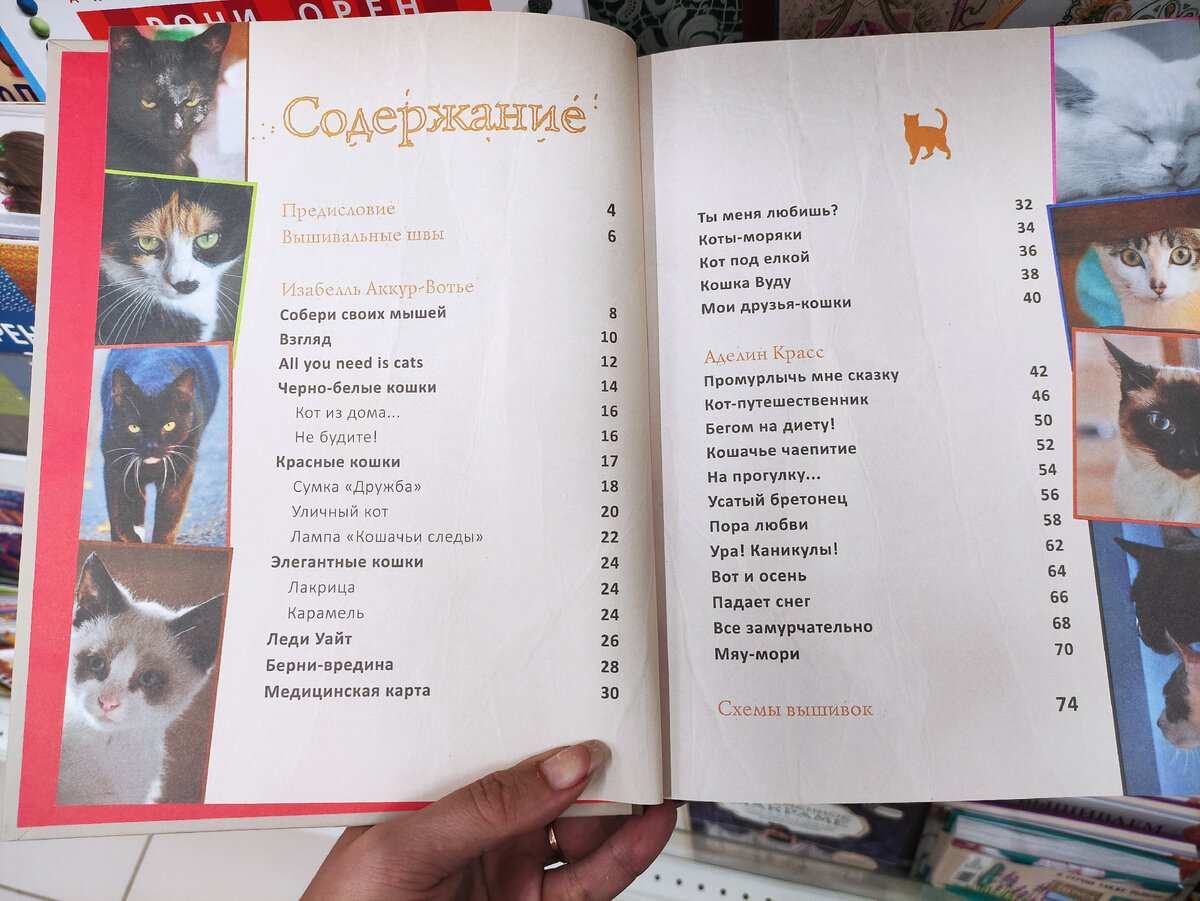 РОНИ ОРЕН
Содержание
Предисловие 4
Вышивальные швы 6
Изабелль Аккур-Вотье
Собери своих мышей 8
Взгляд 10
All you need is cats 12
Черно-белые кошки 14
Кот из дома... 16
Не будите! 16
Красные кошки 17
Сумка «Дружба» 18
Уличный кот 20
Лампа «Кошачьи следы» 22
Элегантные кошки 24
Лакрица 24
Карамель 24
Леди Уайт 26
Берни-вредина 28
Медицинская карта 30
Ты меня любишь? 32
Коты-моряки 34
Кот под елкой 36
Кошка Вуду 38
Мои друзья-кошки 40
Аделин Красс
Промурлычь мне сказку 42
Кот-путешественник 46
Бегом на диету! 50
Кошачье чаепитие 52
На прогулку... 54
Усатый бретонец 56
Пора любви 58
Ура! Каникулы! 62
Вот и осень 64
Падает снег 66
Все замурчательно 68
Мяу-мори 70
Схемы вышивок 74